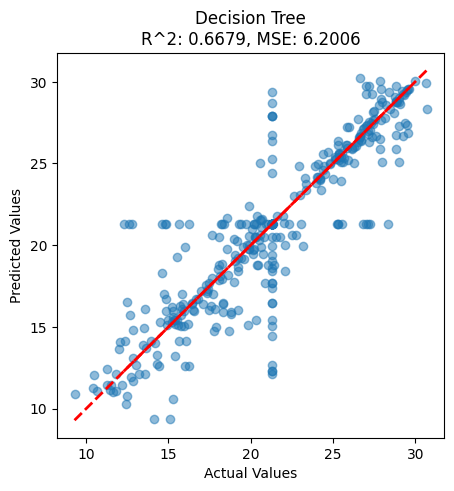 Decision Tree
R^2: 0.6679, MSE: 6.2006
Predicted Values
30
25
20
15
10
10
15
20
25
30
Actual Values